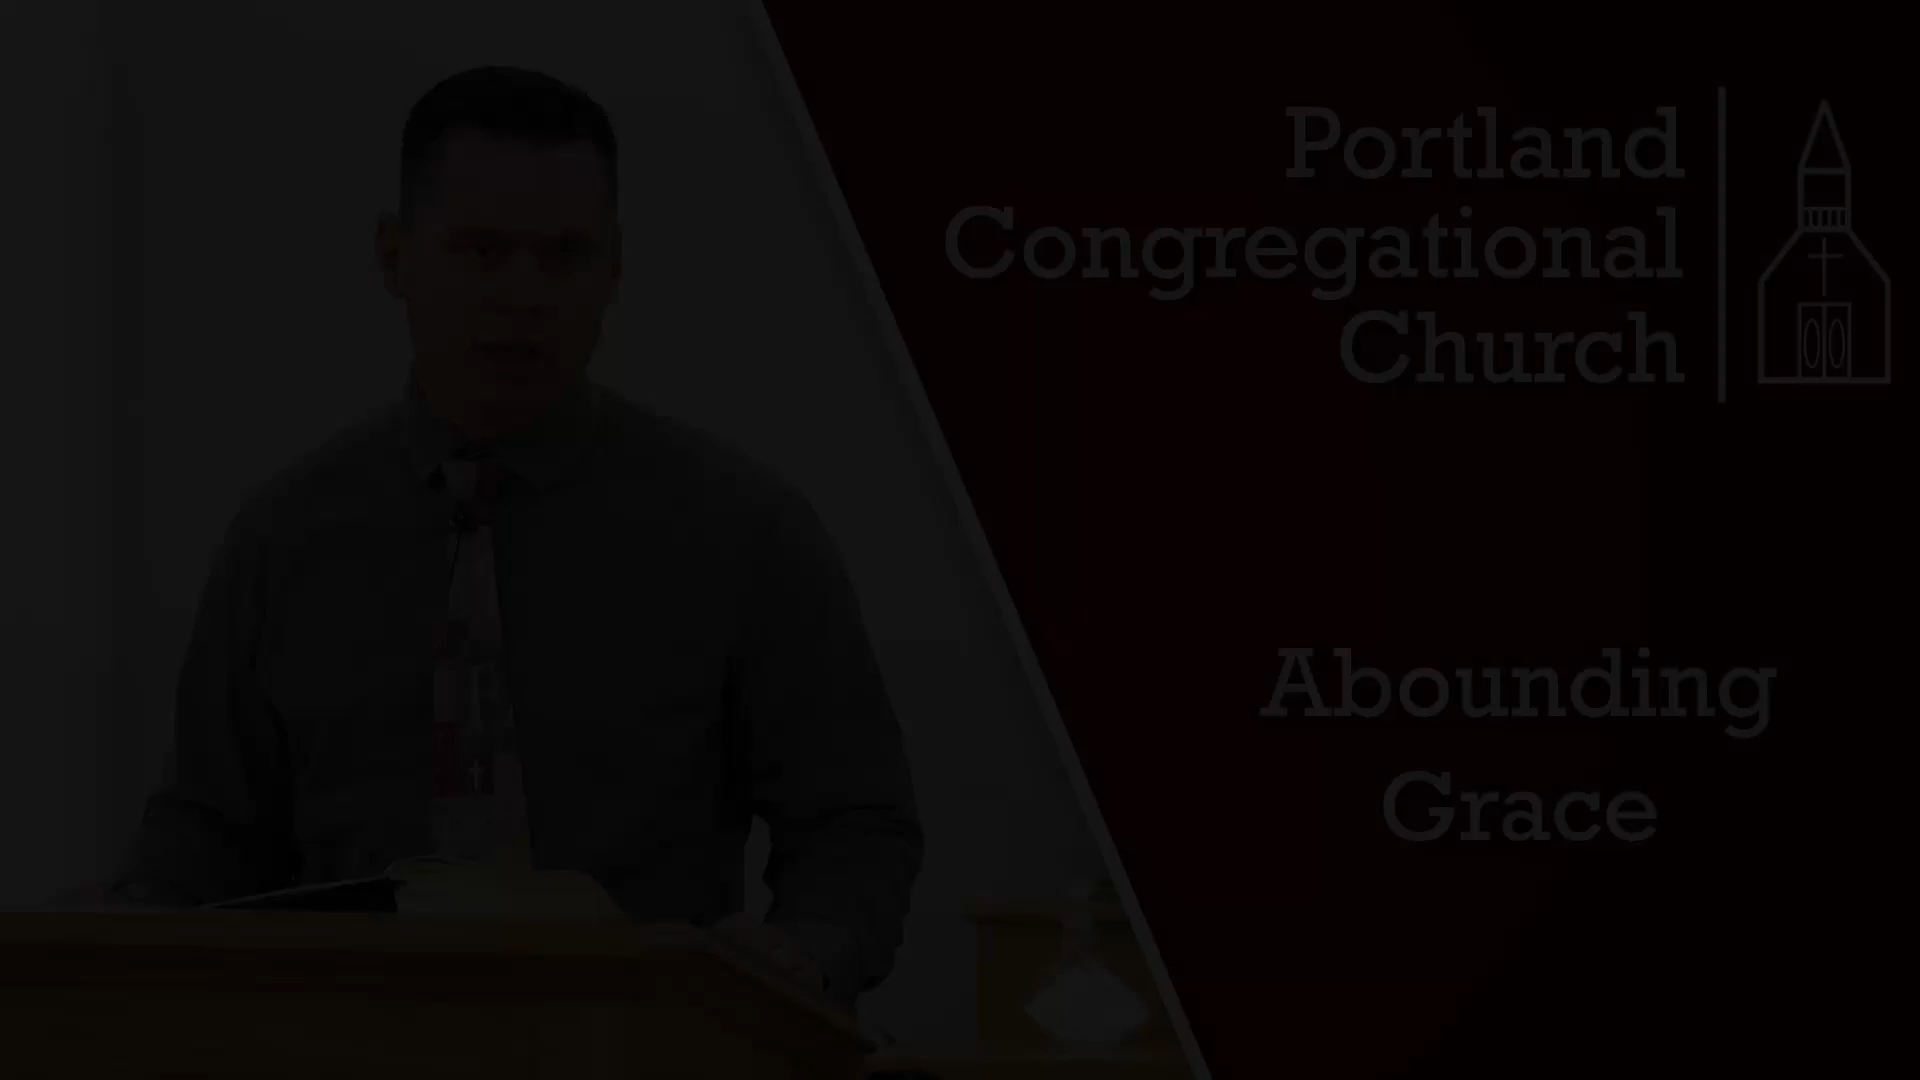 Portland
Congregational
Church
Abounding
Grace